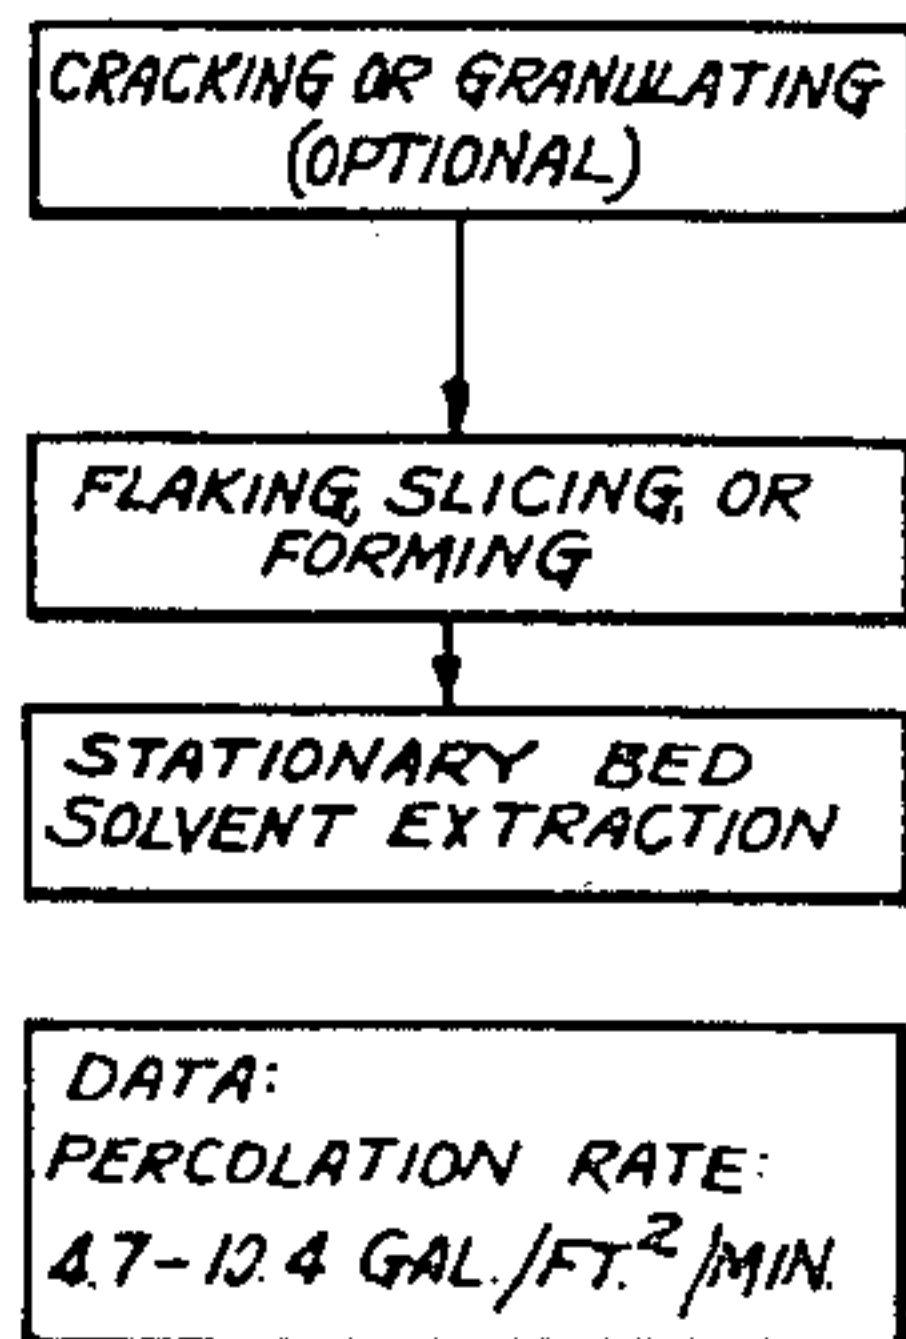 CRACKING OR GRANULATING
(OPTIONAL)
FLAKING, SLICING, OR
FORMING
STATIONARY BED
SOLVENT EXTRACTION
DATA:
PERCOLATION RATE:
4.7-10.4 GAL./FT.²/MIN.